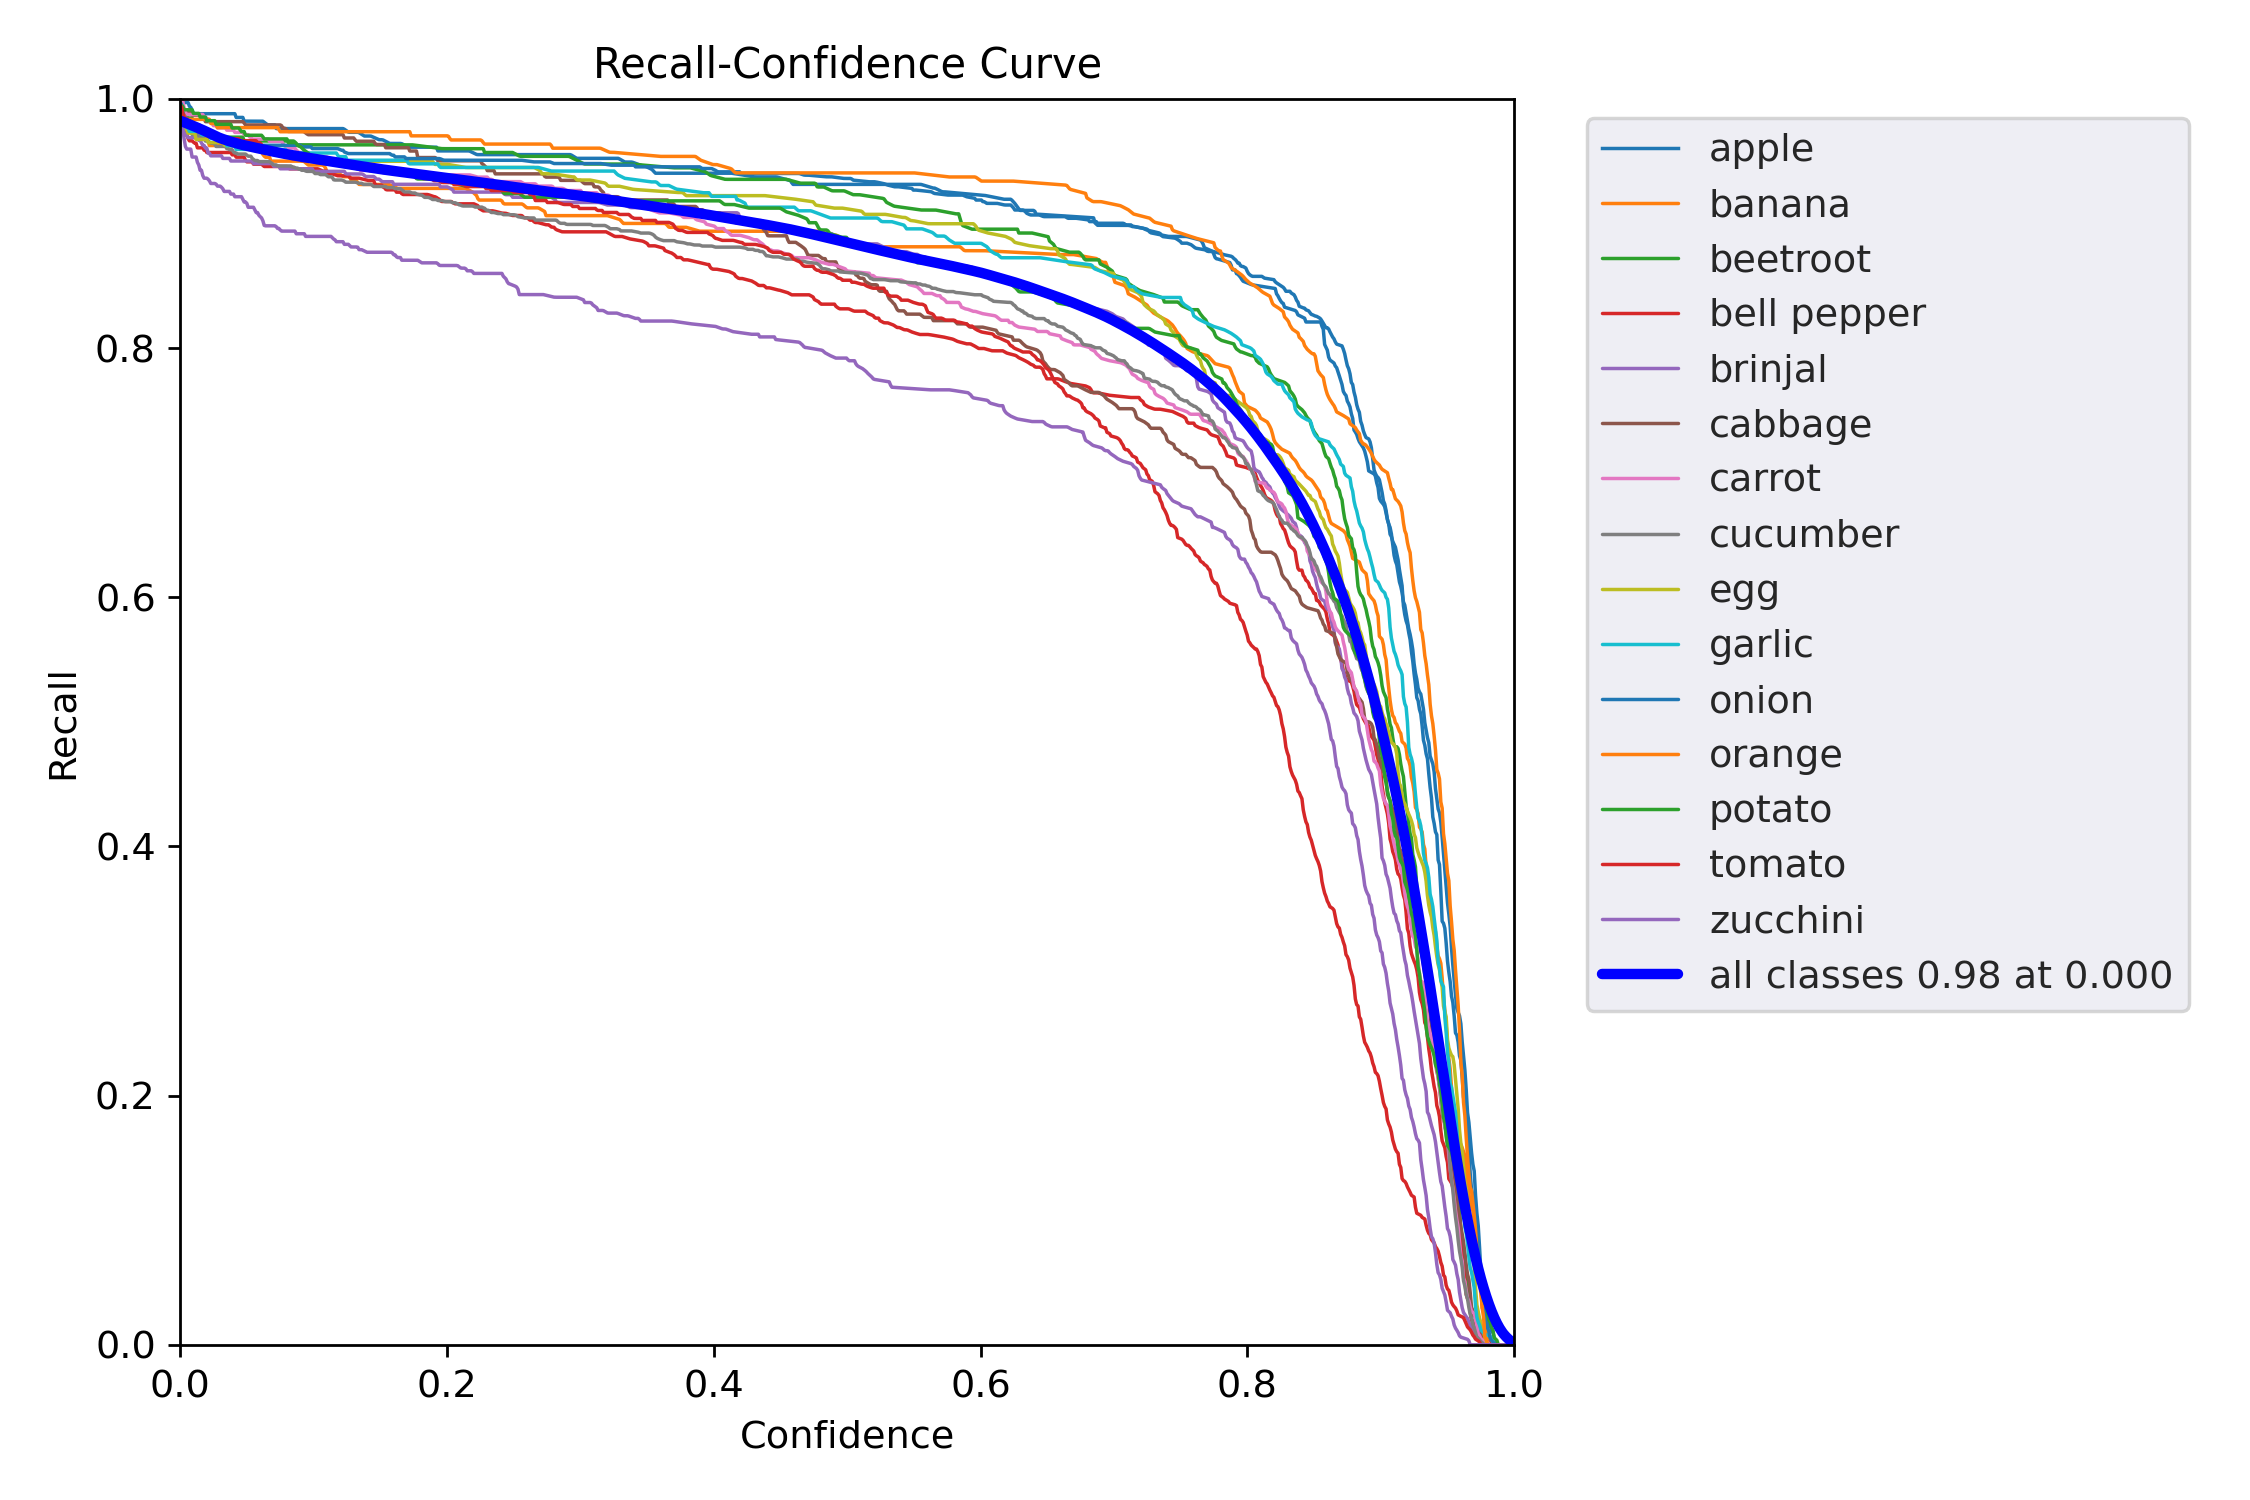 Recall-Confidence Curve
1.0
0.8
0.6
0.4
0.2
0.0
Recall
0.0 0.2 0.4 0.6 0.8 1.0
Confidence
apple
banana
beetroot
bell pepper
brinjal
cabbage
carrot
cucumber
egg
garlic
onion
orange
potato
tomato
zucchini
all classes 0.98 at 0.000